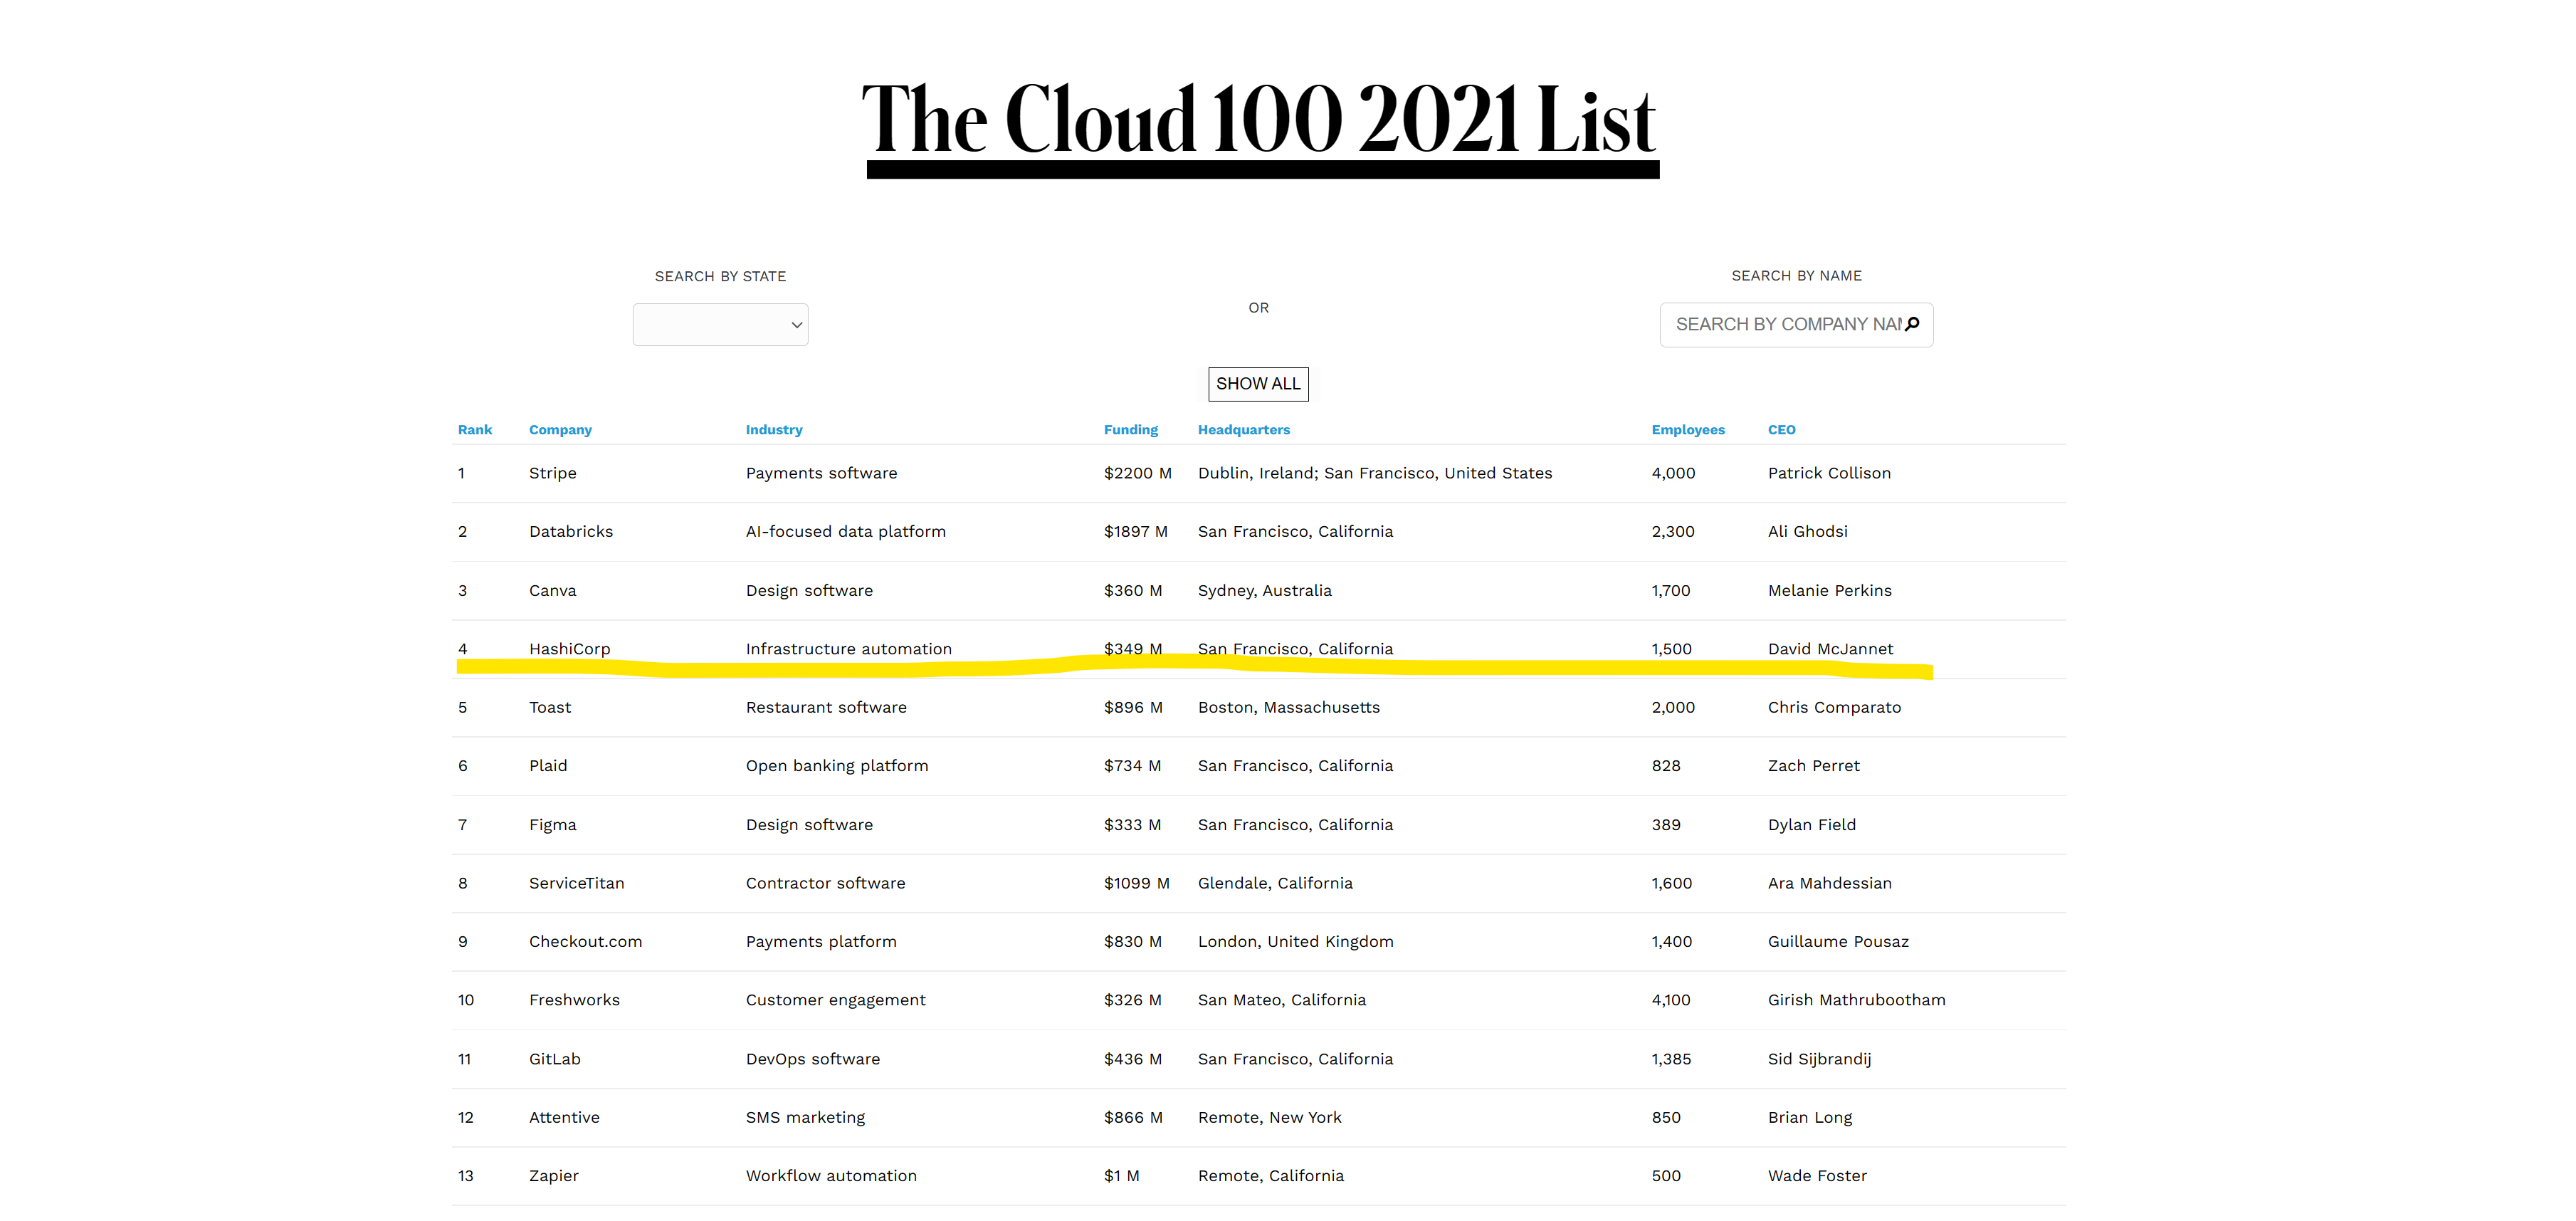 The Cloud 100 2021 List
SEARCH BY STATE
OR
SEARCH BY NAME
SEARCH BY COMPANY NAM
SHOW ALL
Rank Company Industry Funding Headquarters Employees CEO
1 Stripe Payments software $2200 M Dublin, Ireland; San Francisco, United States 4,000 Patrick Collison
2 Databricks AI-focused data platform $1897 M San Francisco, California 2,300 Ali Ghodsi
3 Canva Design software $360 M Sydney, Australia 1,700 Melanie Perkins
4 HashiCorp Infrastructure automation $349 M San Francisco, California 1,500 David McJannet
5 Toast Restaurant software $896 M Boston, Massachusetts 2,000 Chris Comparato
6 Plaid Open banking platform $734 M San Francisco, California 828 Zach Perret
7 Figma Design software $333 M San Francisco, California 389 Dylan Field
8 ServiceTitan Contractor software $1099 M Glendale, California 1,600 Ara Mahdessian
9 Checkout.com Payments platform $830 M London, United Kingdom 1,400 Guillaume Pousaz
10 Freshworks Customer engagement $326 M San Mateo, California 4,100 Girish Mathrubootham
11 GitLab DevOps software $436 M San Francisco, California 1,385 Sid Sijbrandij
12 Attentive SMS marketing $866 M Remote, New York 850 Brian Long
13 Zapier Workflow automation $1 M Remote, California 500 Wade Foster